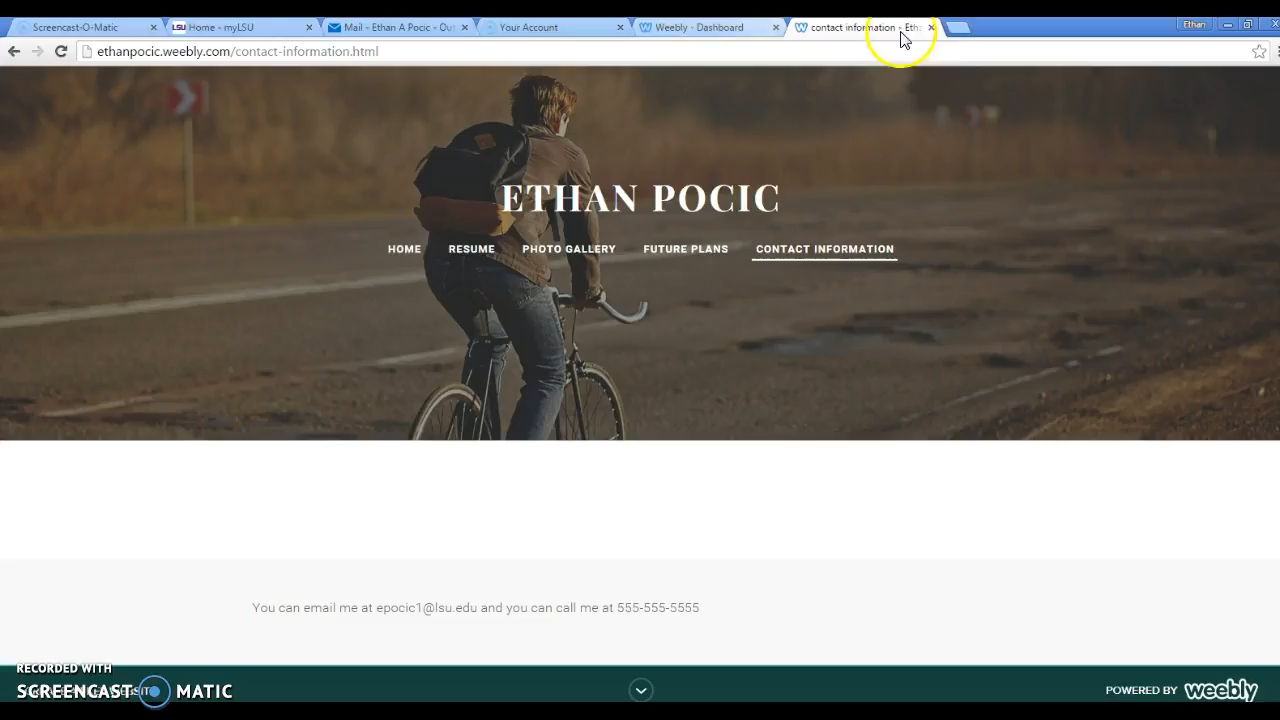 Screencast-O-Matic
LSU Home - myLSU
Mail - Ethan A Pocic - Ou
Your Account
Weebly - Dashboard
contact information - Eth
Ethan
ethanpocic.weebly.com/contact-information.html
ETHAN POCIC
HOME
RESUME
PHOTO GALLERY
FUTURE PLANS
CONTACT INFORMATION
You can email me at epocic1@lsu.edu and you can call me at 555-555-5555
RECORDED WITH
SCREENCAST MATIC
POWERED BY weebly